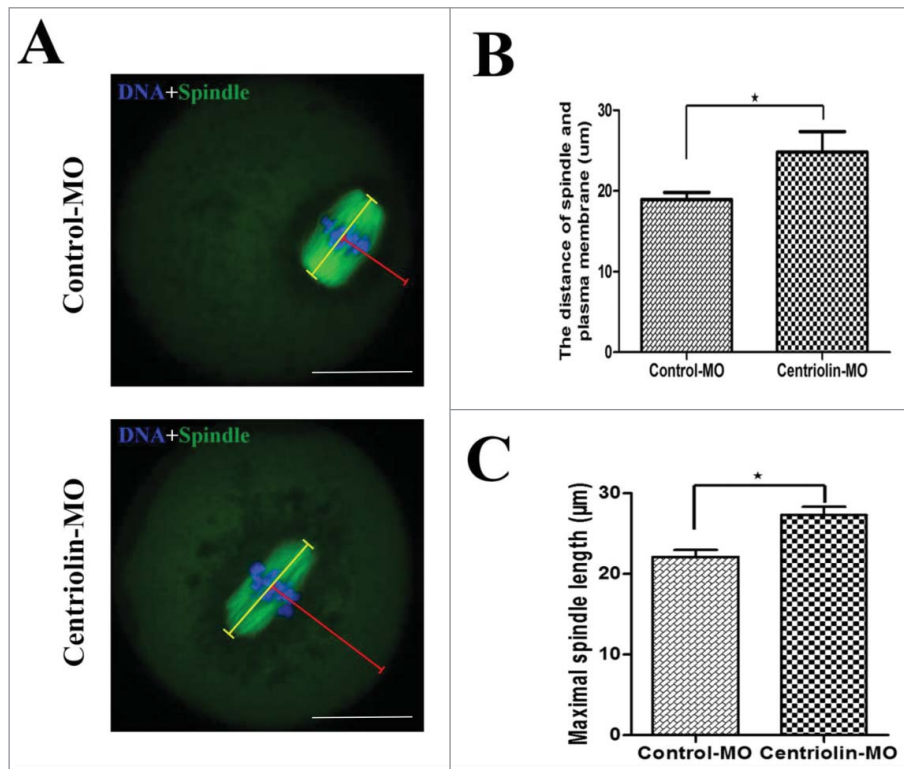 A
Control-MO
DNA+Spindle
Centriolin-MO
DNA+Spindle
B
The distance of spindle and
plasma membrane (um)
30
20
10
0
*
Control-MO
Centriolin-MO
C
Maximal spindle length (μm)
30
20
10
0
*
Control-MO
Centriolin-MO